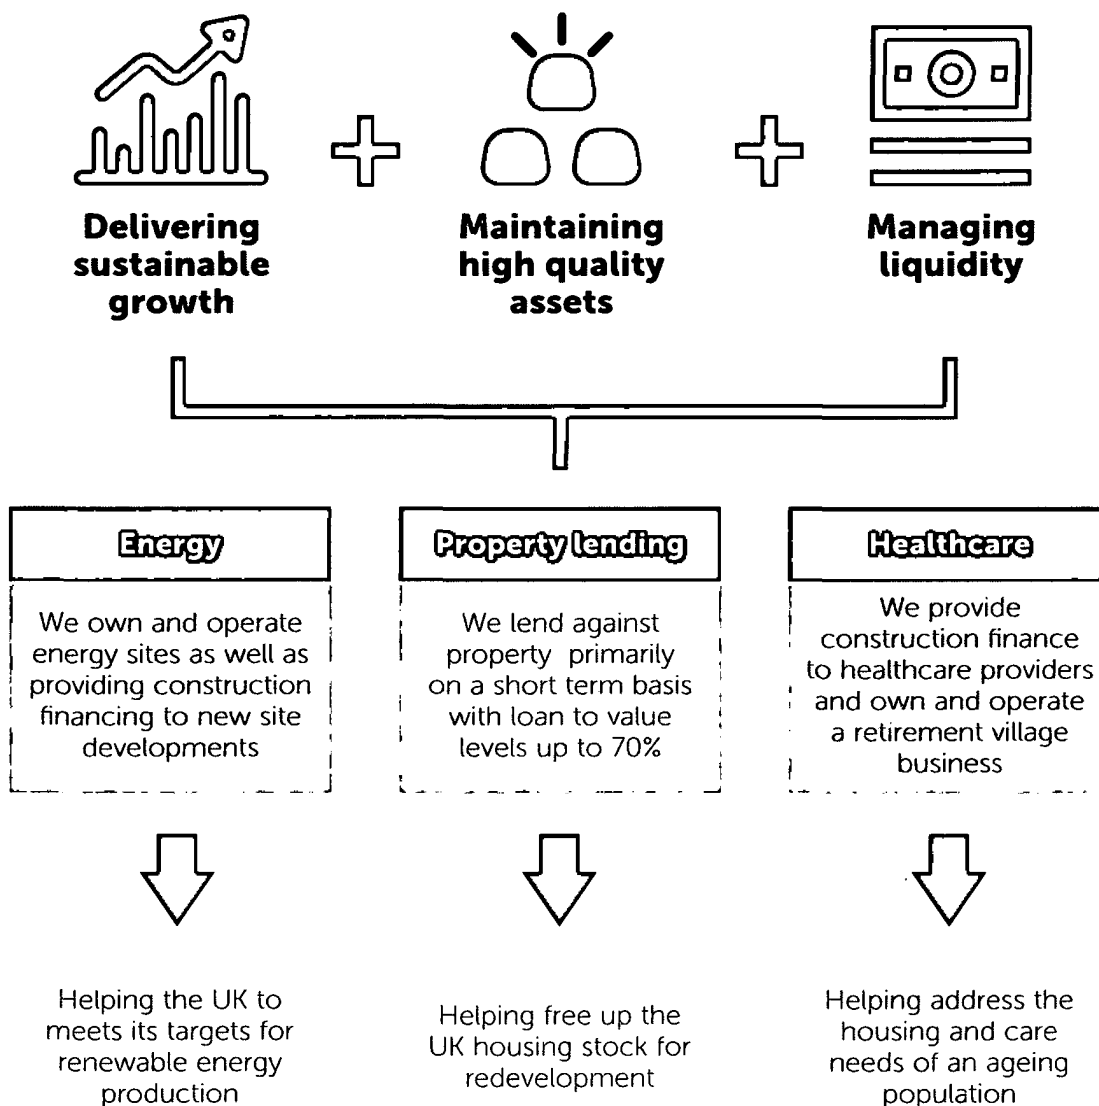 Delivering
sustainable
growth
Maintaining
high quality
assets
Managing
liquidity
Energy
We own and operate
energy sites as well as
providing construction
financing to new site
developments
Property lending
We lend against
property primarily
on a short term basis
with loan to value
levels up to 70%
Healthcare
We provide
construction finance
to healthcare providers
and own and operate
a retirement village
business
Helping the UK to
meets its targets for
renewable energy
production
Helping free up the
UK housing stock for
redevelopment
Helping address the
housing and care
needs of an ageing
population